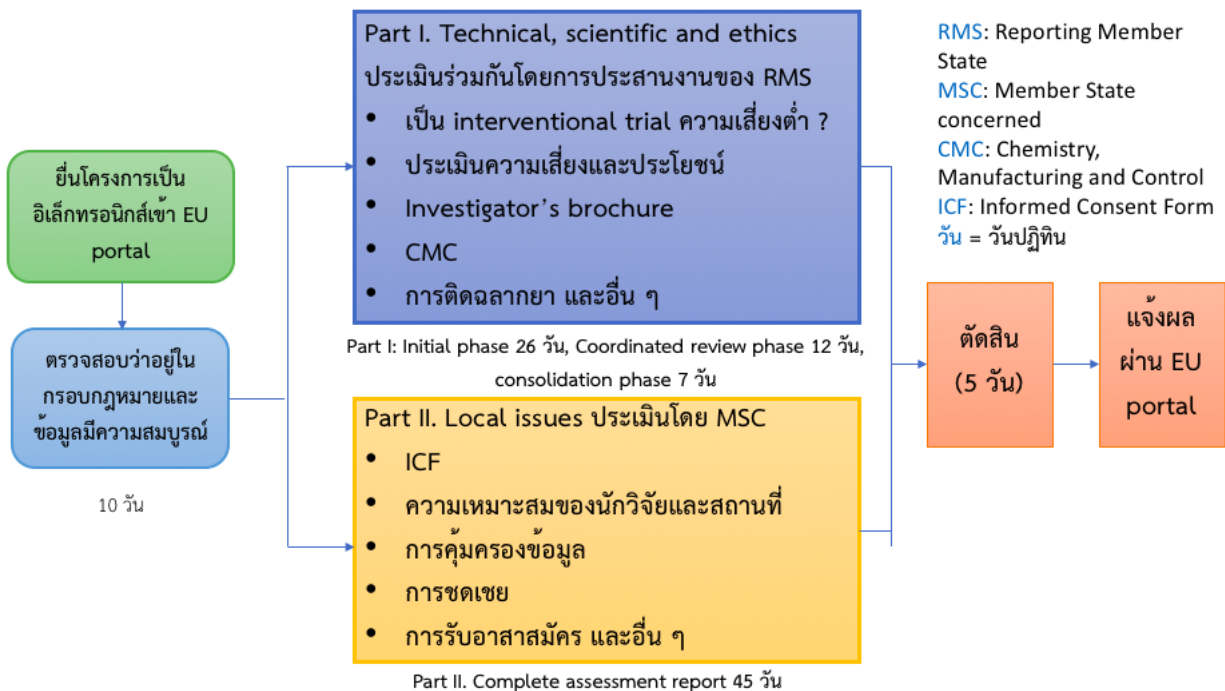 ยื่นโครงการเป็น
อิเล็กทรอนิกส์เข้า EU
portal
ตรวจสอบว่าอยู่ใน
กรอบกฎหมายและ
ข้อมูลมีความสมบูรณ์
10 วัน
Part I. Technical, scientific and ethics
ประเมินร่วมกันโดยการประสานงานของ RMS
• เป็น interventional trial ความเสี่ยงต่ำ ?
• ประเมินความเสี่ยงและประโยชน์
• Investigator's brochure
• CMC
• การติดฉลากยา และอื่น ๆ
Part I: Initial phase 26 วัน, Coordinated review phase 12 วัน,
consolidation phase 7 วัน
Part II. Local issues ประเมินโดย MSC
• ICF
• ความเหมาะสมของนักวิจัยและสถานที่
• การคุ้มครองข้อมูล
• การชดเชย
• การรับอาสาสมัคร และอื่น ๆ
Part II. Complete assessment report 45 วัน
RMS: Reporting Member
State
MSC: Member State
concerned
CMC: Chemistry,
Manufacturing and Control
ICF: Informed Consent Form
วัน = วันปฏิทิน
ตัดสิน
(5 วัน)
แจ้งผล
ผ่าน EU
portal